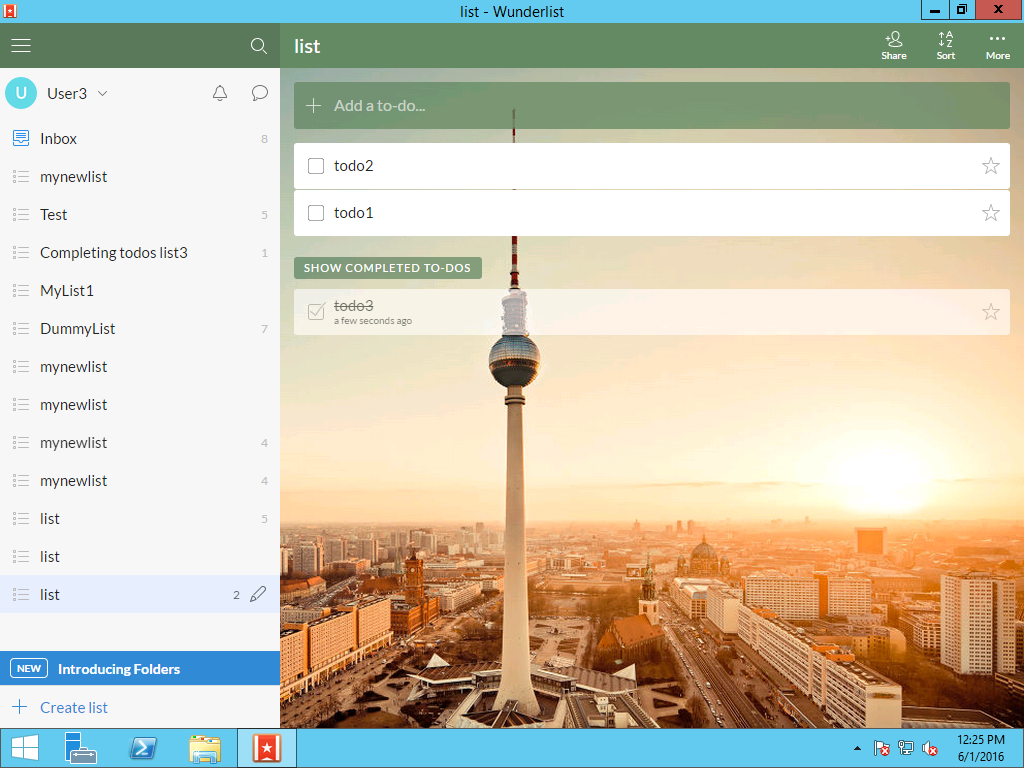 list - Wunderlist
list
Share
Sort
More
U User3
Add a to-do...
Inbox 8
mynewlist
Test 5
Completing todos list3 1
MyList1
DummyList 7
mynewlist
mynewlist
mynewlist 4
mynewlist 4
list 5
list
list 2
NEW Introducing Folders
Create list
todo2
todo1
SHOW COMPLETED TO-DOS
todo3
a few seconds ago
12:25 PM
6/1/2016